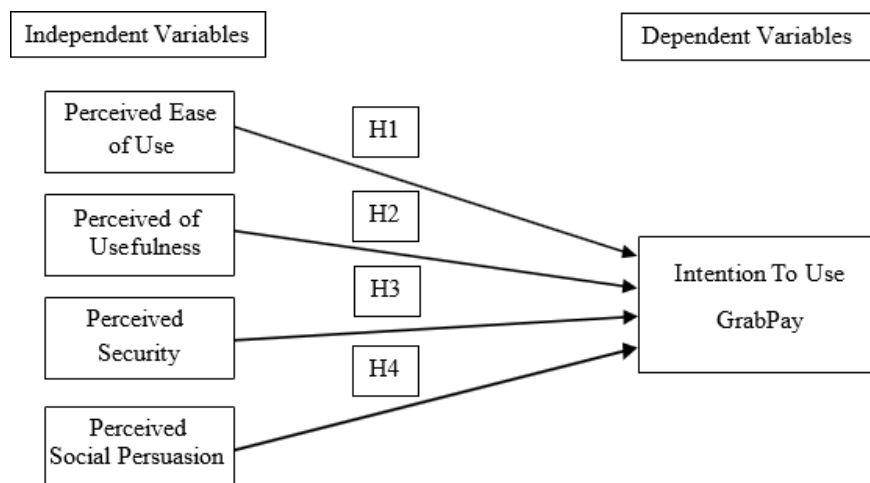 Independent Variables
Dependent Variables
Perceived Ease
of Use
H1
Perceived of
Usefulness
H2
Perceived
Security
H3
Perceived
Social Persuasion
H4
Intention To Use
GrabPay